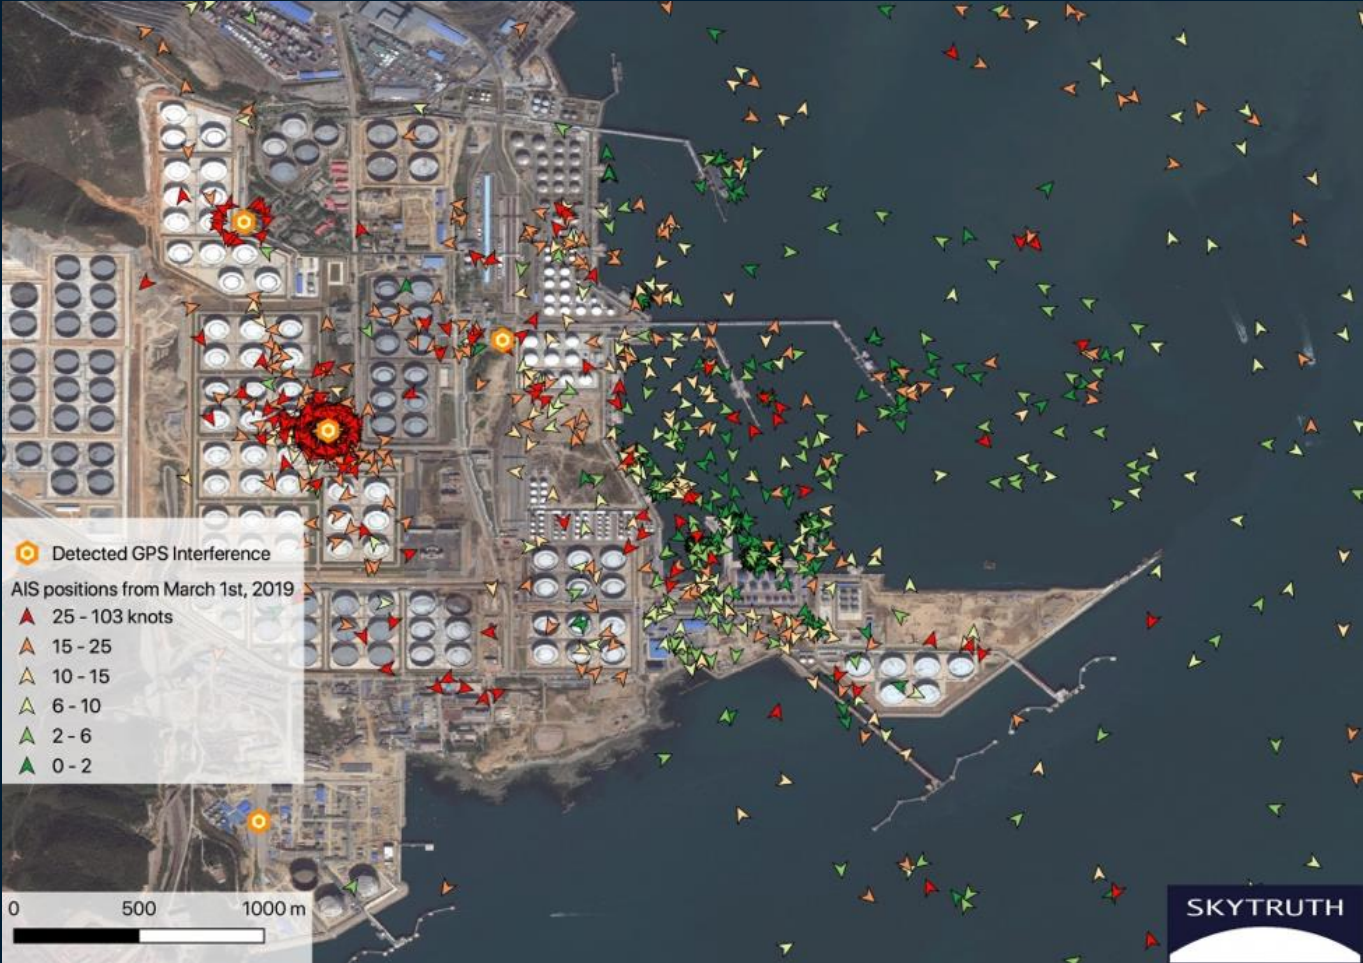 Detected GPS Interference
AIS positions from March 1st, 2019
25 - 103 knots
15 - 25
10 - 15
6 - 10
2 - 6
0 - 2
0 500 1000 m
SKYTRUTH